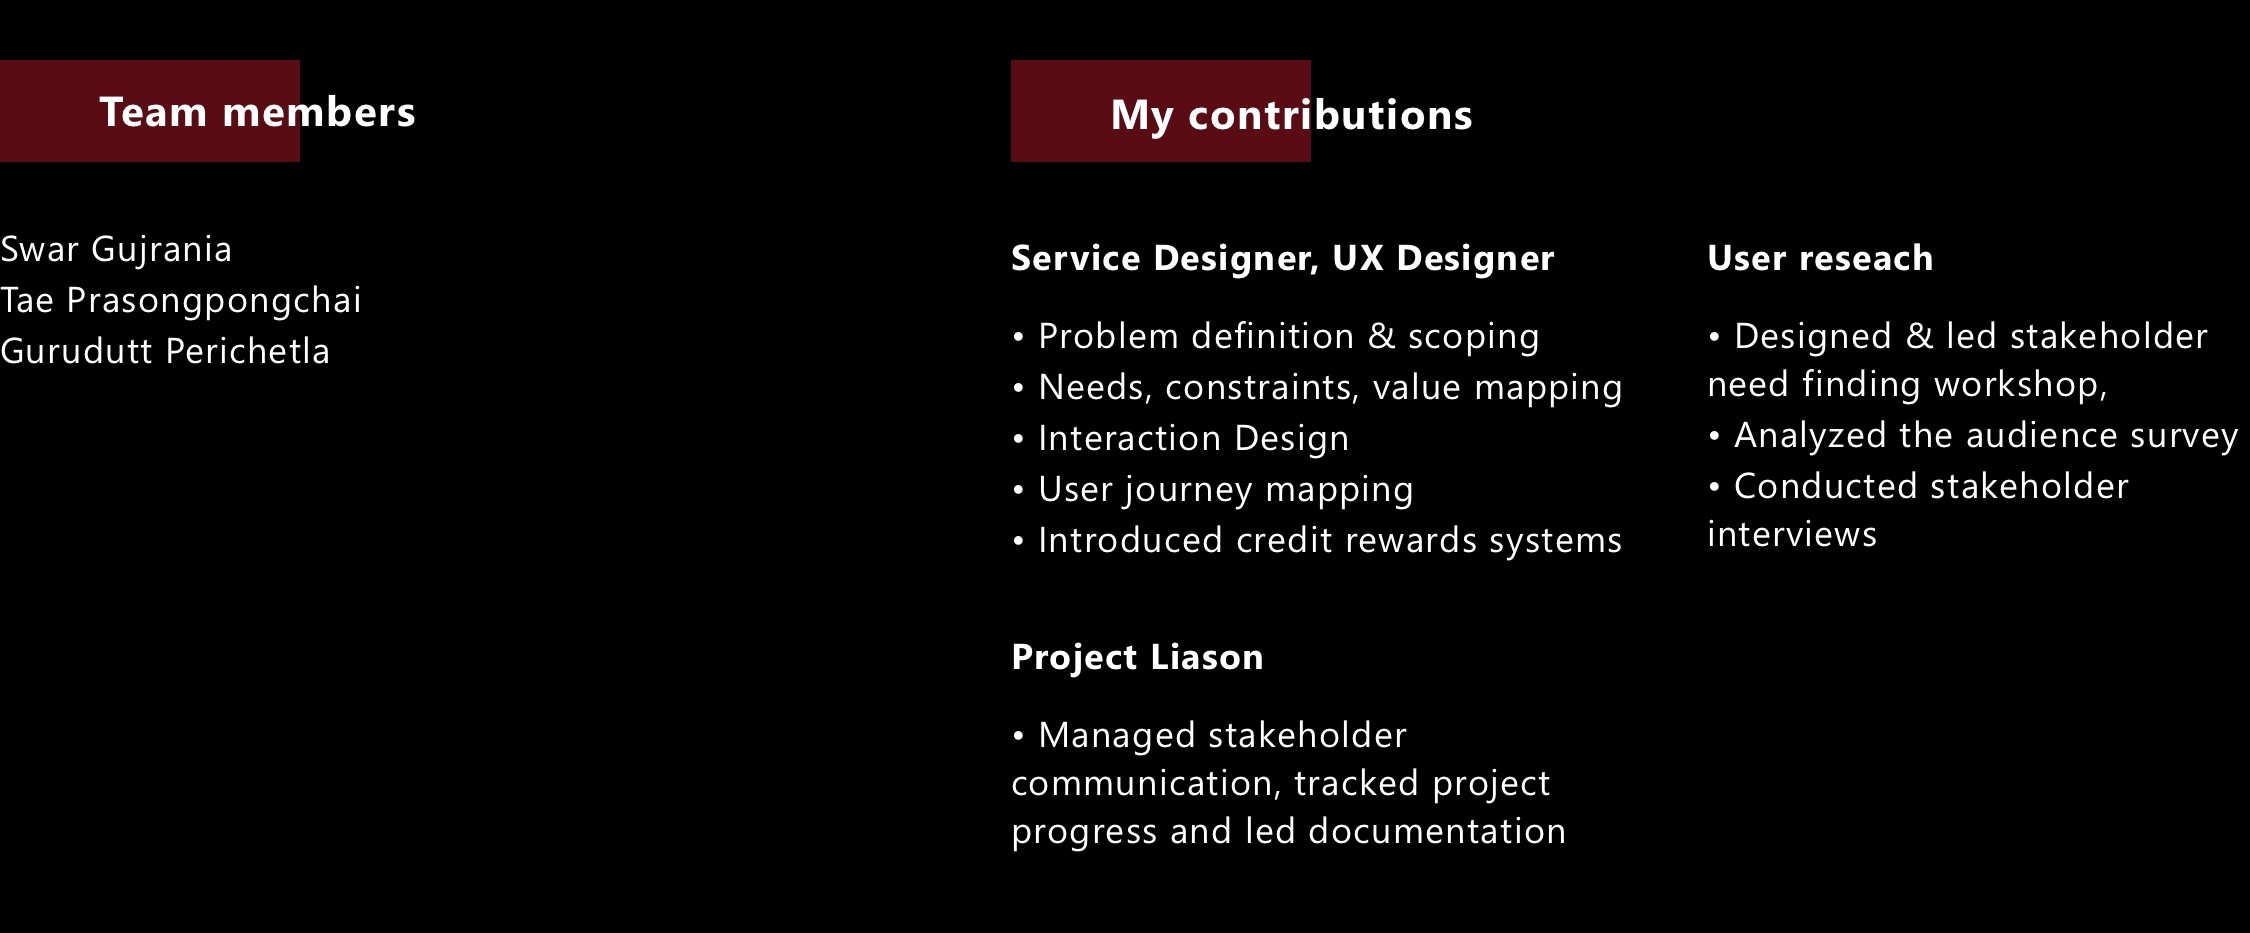 Team members
Swar Gujrania
Tae Prasongpongchai
Gurudutt Perichetla
My contributions
Service Designer, UX Designer
• Problem definition & scoping
• Needs, constraints, value mapping
• Interaction Design
• User journey mapping
• Introduced credit rewards systems
Project Liason
• Managed stakeholder
communication, tracked project
progress and led documentation
User reseach
• Designed & led stakeholder
need finding workshop,
• Analyzed the audience survey
• Conducted stakeholder
interviews